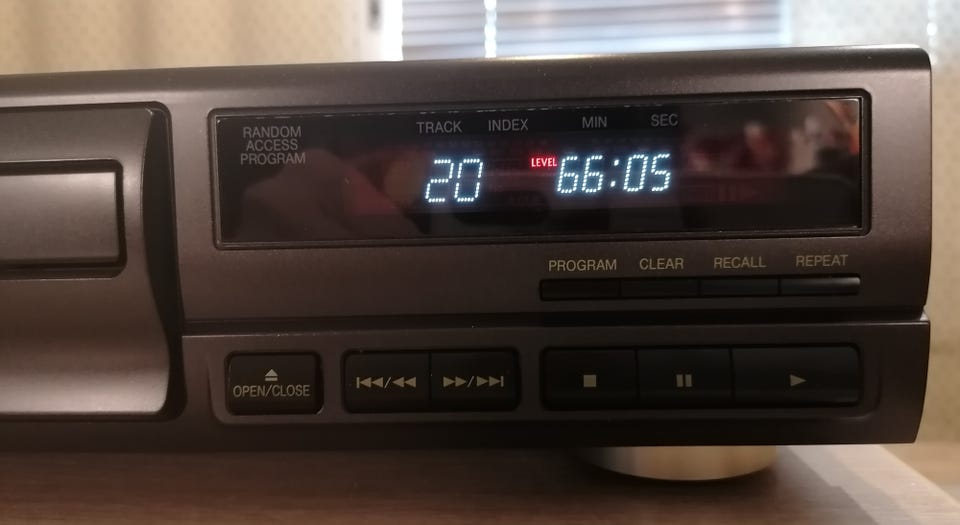 RANDOM
ACCESS
PROGRAM
TRACK INDEX MIN SEC
20 LEVEL 66:05
PROGRAM CLEAR RECALL REPEAT
OPEN/CLOSE